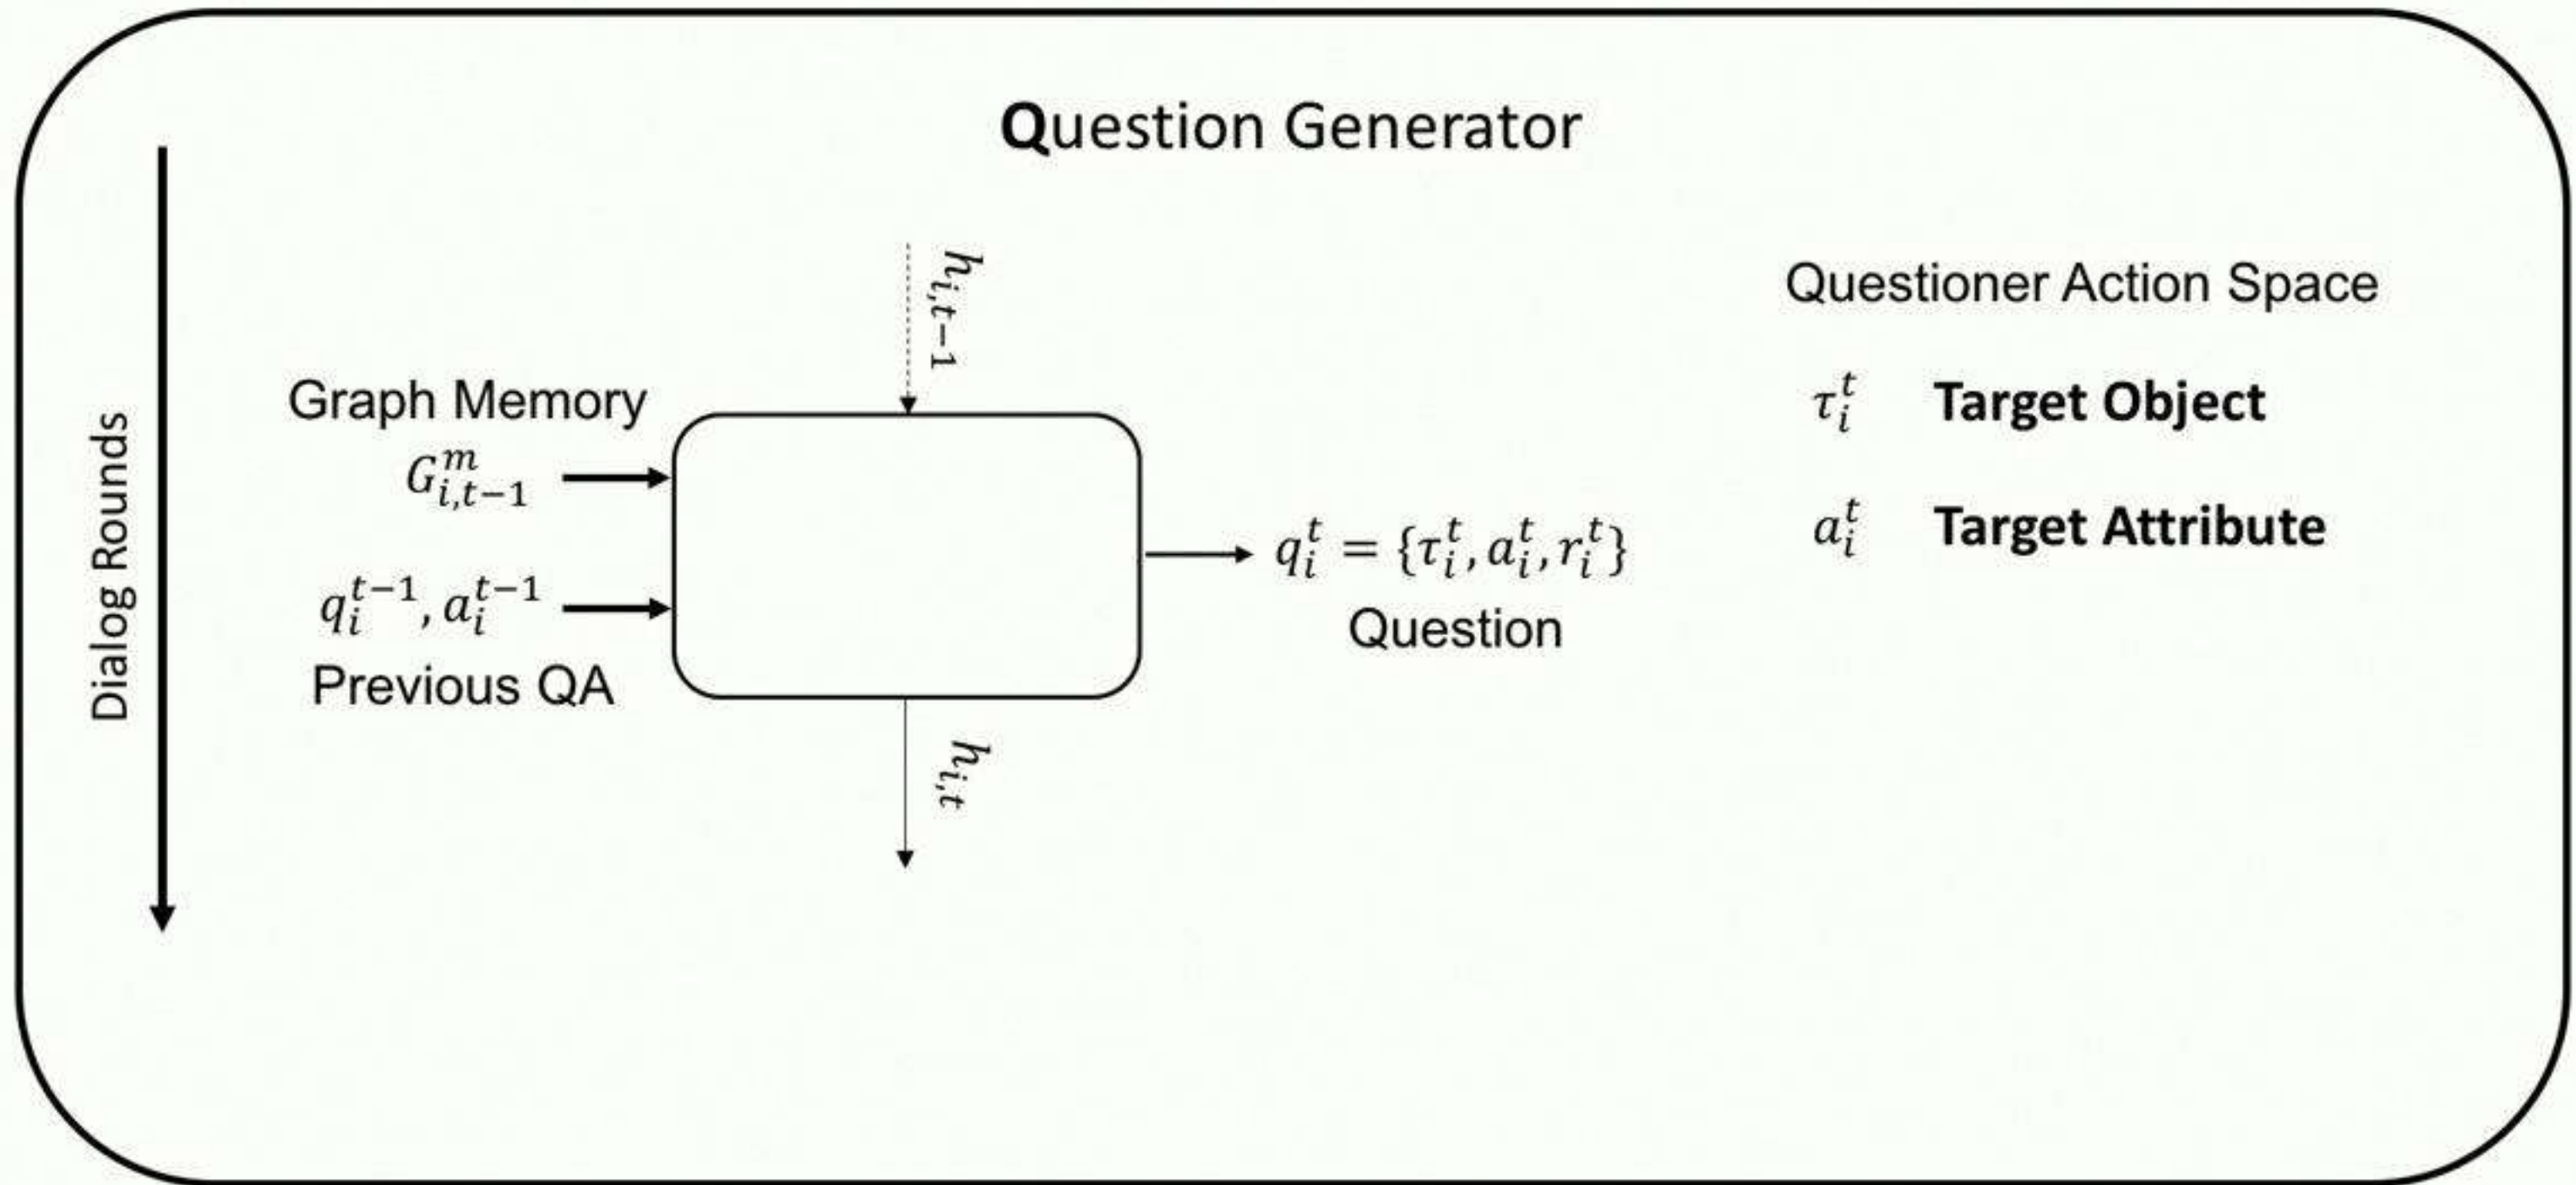 Question Generator
Dialog Rounds
h_{i,t-1}
Graph Memory
G_{i,t-1}^{m}
q_i^{t-1}, a_i^{t-1}
Previous QA
h_{i,t}
q_i^t = {τ_i^t, a_i^t, r_i^t}
Question
Questioner Action Space
τ_i^t Target Object
a_i^t Target Attribute